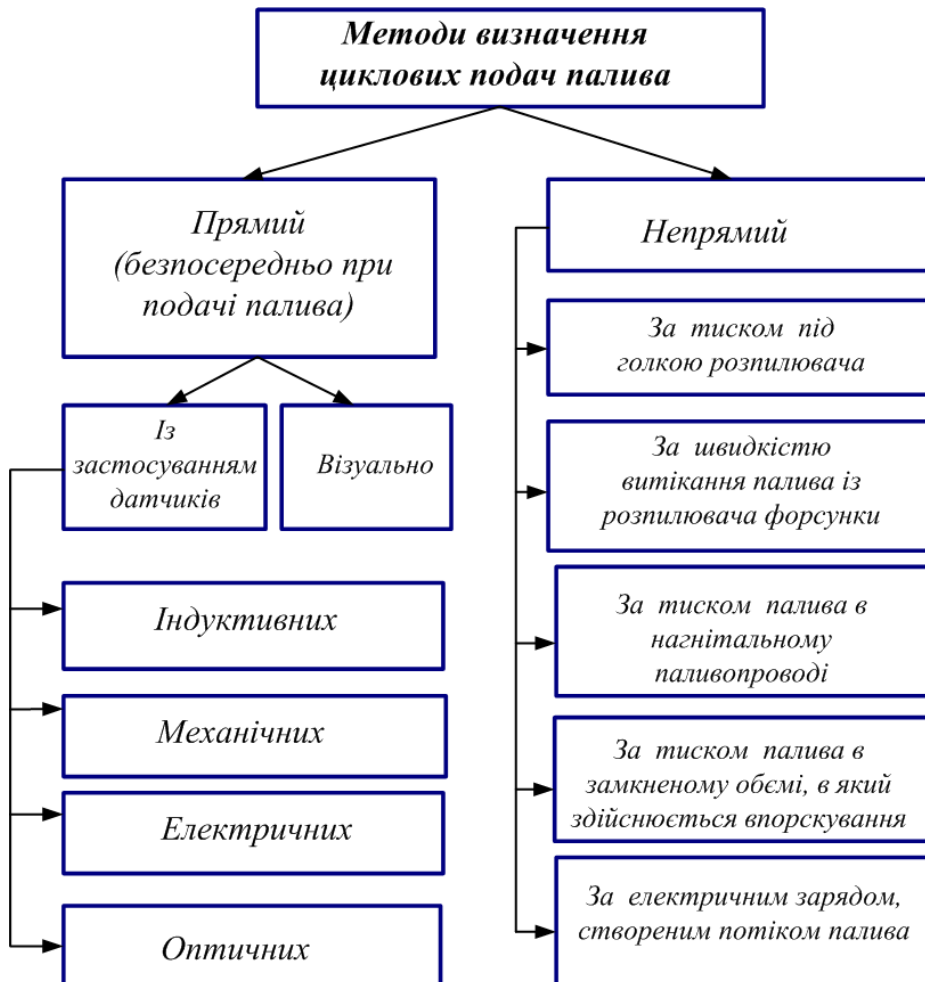 Методи визначення
циклових подач палива
Прямий
(безпосередньо при
подачі палива)
Із
застосуванням
датчиків
Візуально
Індуктивних
Механічних
Електричних
Оптичних
Непрямий
За тиском під
голкою розпилювача
За швидкістю
витікання палива із
розпилювача форсунки
За тиском палива в
нагнітальному
паливопроводі
За тиском палива в
замкненому обємі, в який
здійснюється впорскування
За електричним зарядом,
створеним потіком палива